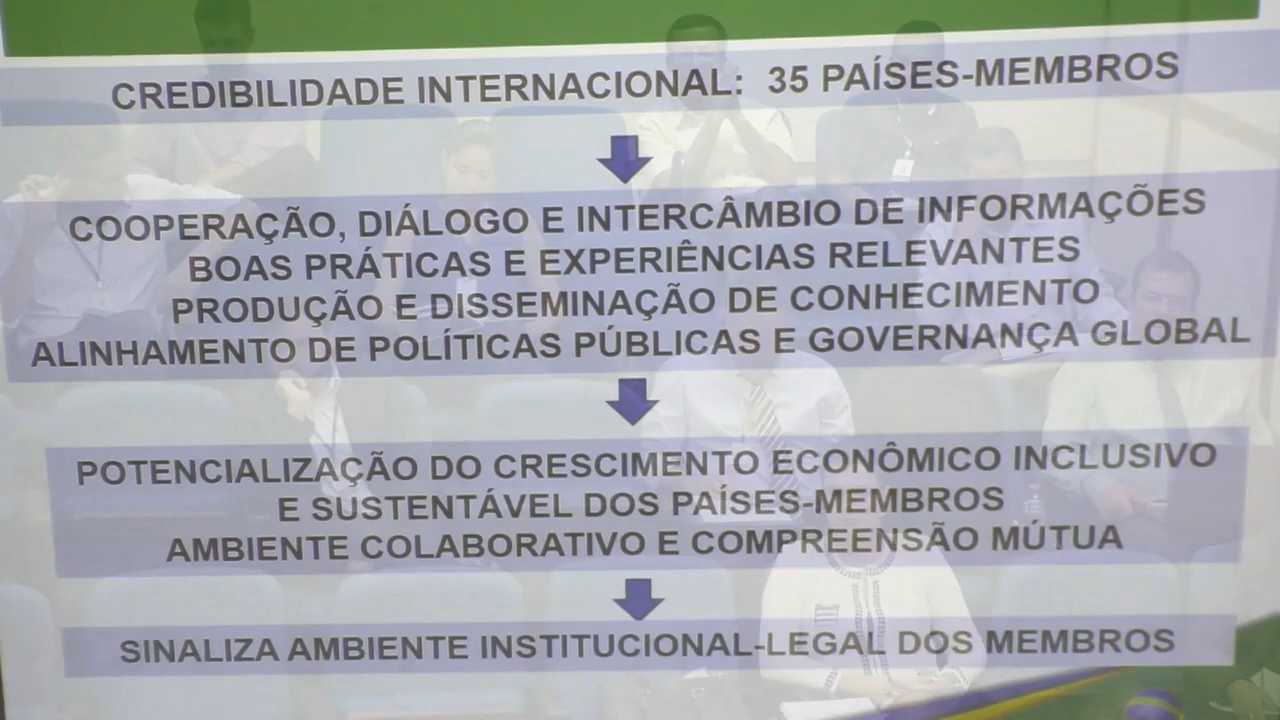 CREDIBILIDADE INTERNACIONAL: 35 PAÍSES-MEMBROS
COOPERAÇÃO, DIÁLOGO E INTERCÂMBIO DE INFORMAÇÕES
BOAS PRÁTICAS E EXPERIÊNCIAS RELEVANTES
PRODUÇÃO E DISSEMINAÇÃO DE CONHECIMENTO
ALINHAMENTO DE POLÍTICAS PÚBLICAS E GOVERNANÇA GLOBAL
POTENCIALIZAÇÃO DO CRESCIMENTO ECONÔMICO INCLUSIVO
E SUSTENTÁVEL DOS PAÍSES-MEMBROS
AMBIENTE COLABORATIVO E COMPREENSÃO MÚTUA
SINALIZA AMBIENTE INSTITUCIONAL-LEGAL DOS MEMBROS